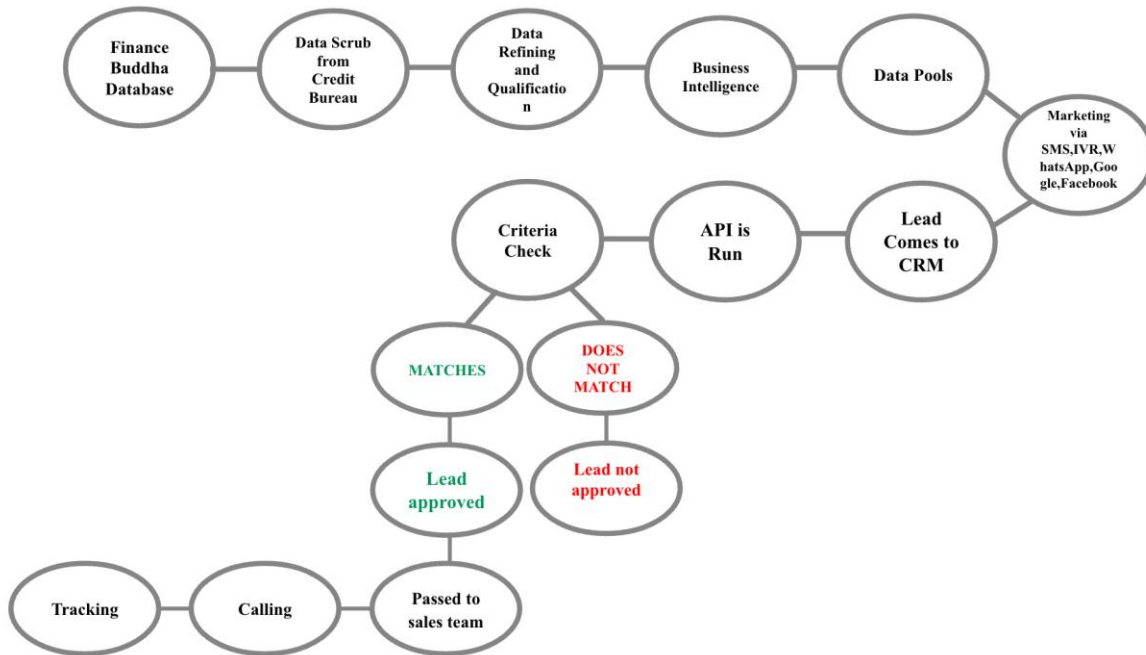 Finance
Buddha
Database
Data Scrub
from
Credit
Bureau
Data
Refining
and
Qualificatio
n
Business
Intelligence
Data Pools
Marketing
via
SMS,IVR,W
hatsApp,Goo
gle,Facebook
Lead
Comes to
CRM
API is
Run
Criteria
Check
MATCHES
DOES
NOT
MATCH
Lead
approved
Lead not
approved
Passed to
sales team
Calling
Tracking